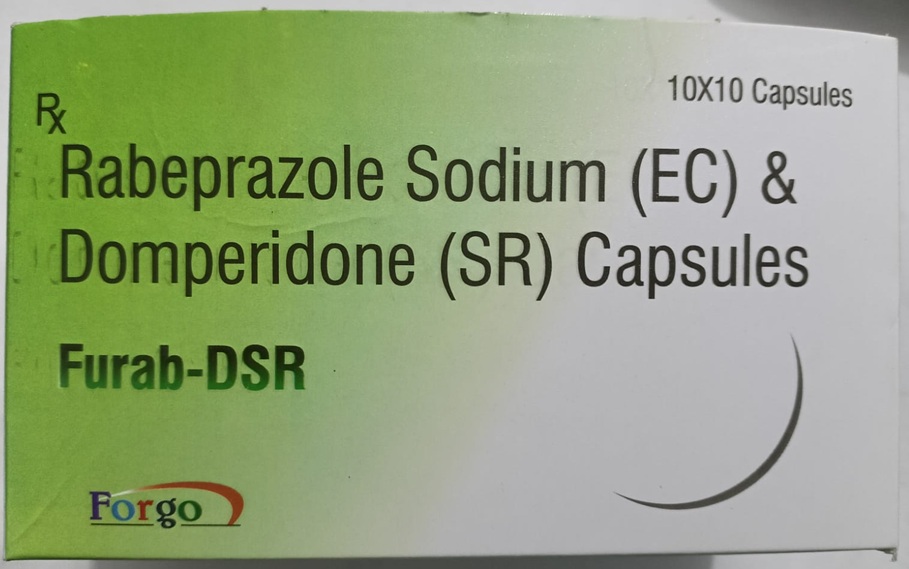 10X10 Capsules
Rx
Rabeprazole Sodium (EC) &
Domperidone (SR) Capsules
Furab-DSR
Forgo